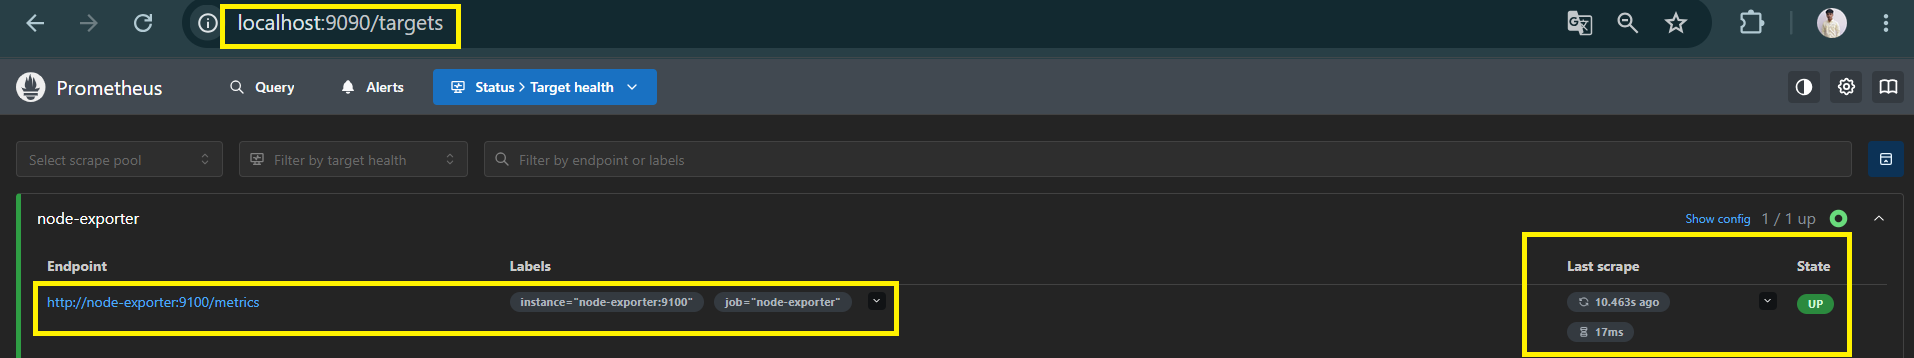 localhost:9090/targets
Prometheus Query Alerts Status > Target health
Select scrape pool Filter by target health Filter by endpoint or labels
node-exporter Show config 1 / 1 up
Endpoint Labels Last scrape State
http://node-exporter:9100/metrics instance="node-exporter:9100" job="node-exporter" 10.463s ago UP
17ms